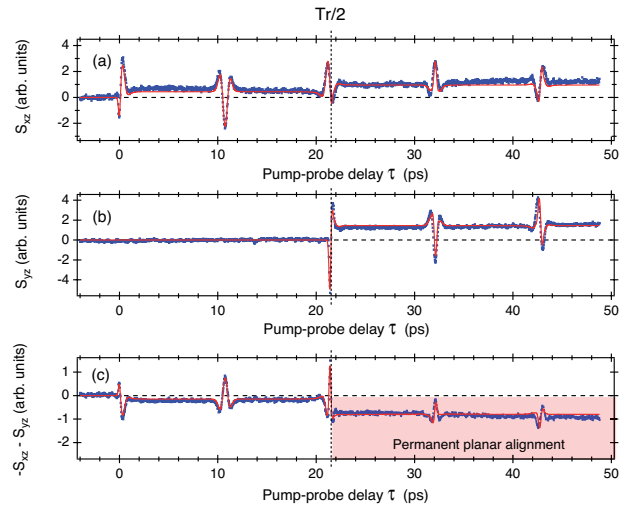 Tr/2
(a)
S_xz (arb. units)
4
2
0
-2
0 10 20 30 40 50
Pump-probe delay τ (ps)
(b)
S_yz (arb. units)
4
2
0
-2
-4
0 10 20 30 40 50
Pump-probe delay τ (ps)
(c)
-S_xz - S_yz (arb. units)
1
0
-1
-2
Permanent planar alignment
0 10 20 30 40 50
Pump-probe delay τ (ps)